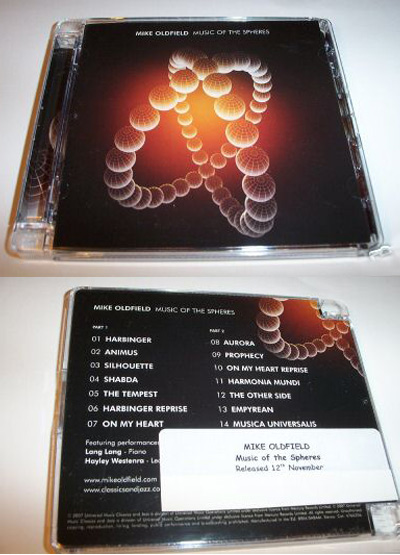 MIKE OLDFIELD MUSIC OF THE SPHERES
MIKE OLDFIELD MUSIC OF THE SPHERES
PART 1
01 HARBINGER
02 ANIMUS
03 SILHOUETTE
04 SHABDA
05 THE TEMPEST
06 HARBINGER REPRISE
07 ON MY HEART
PART 2
08 AURORA
09 PROPHECY
10 ON MY HEART REPRISE
11 HARMONIA MUNDI
12 THE OTHER SIDE
13 EMPYREAN
14 MUSICA UNIVERSALIS
Featuring performance
Lang Lang - Piano
Hayley Westenra - Lea
www.mikeoldfield.com
www.classicsandjazz.c
MIKE OLDFIELD
Music of the Spheres
Released 12th November